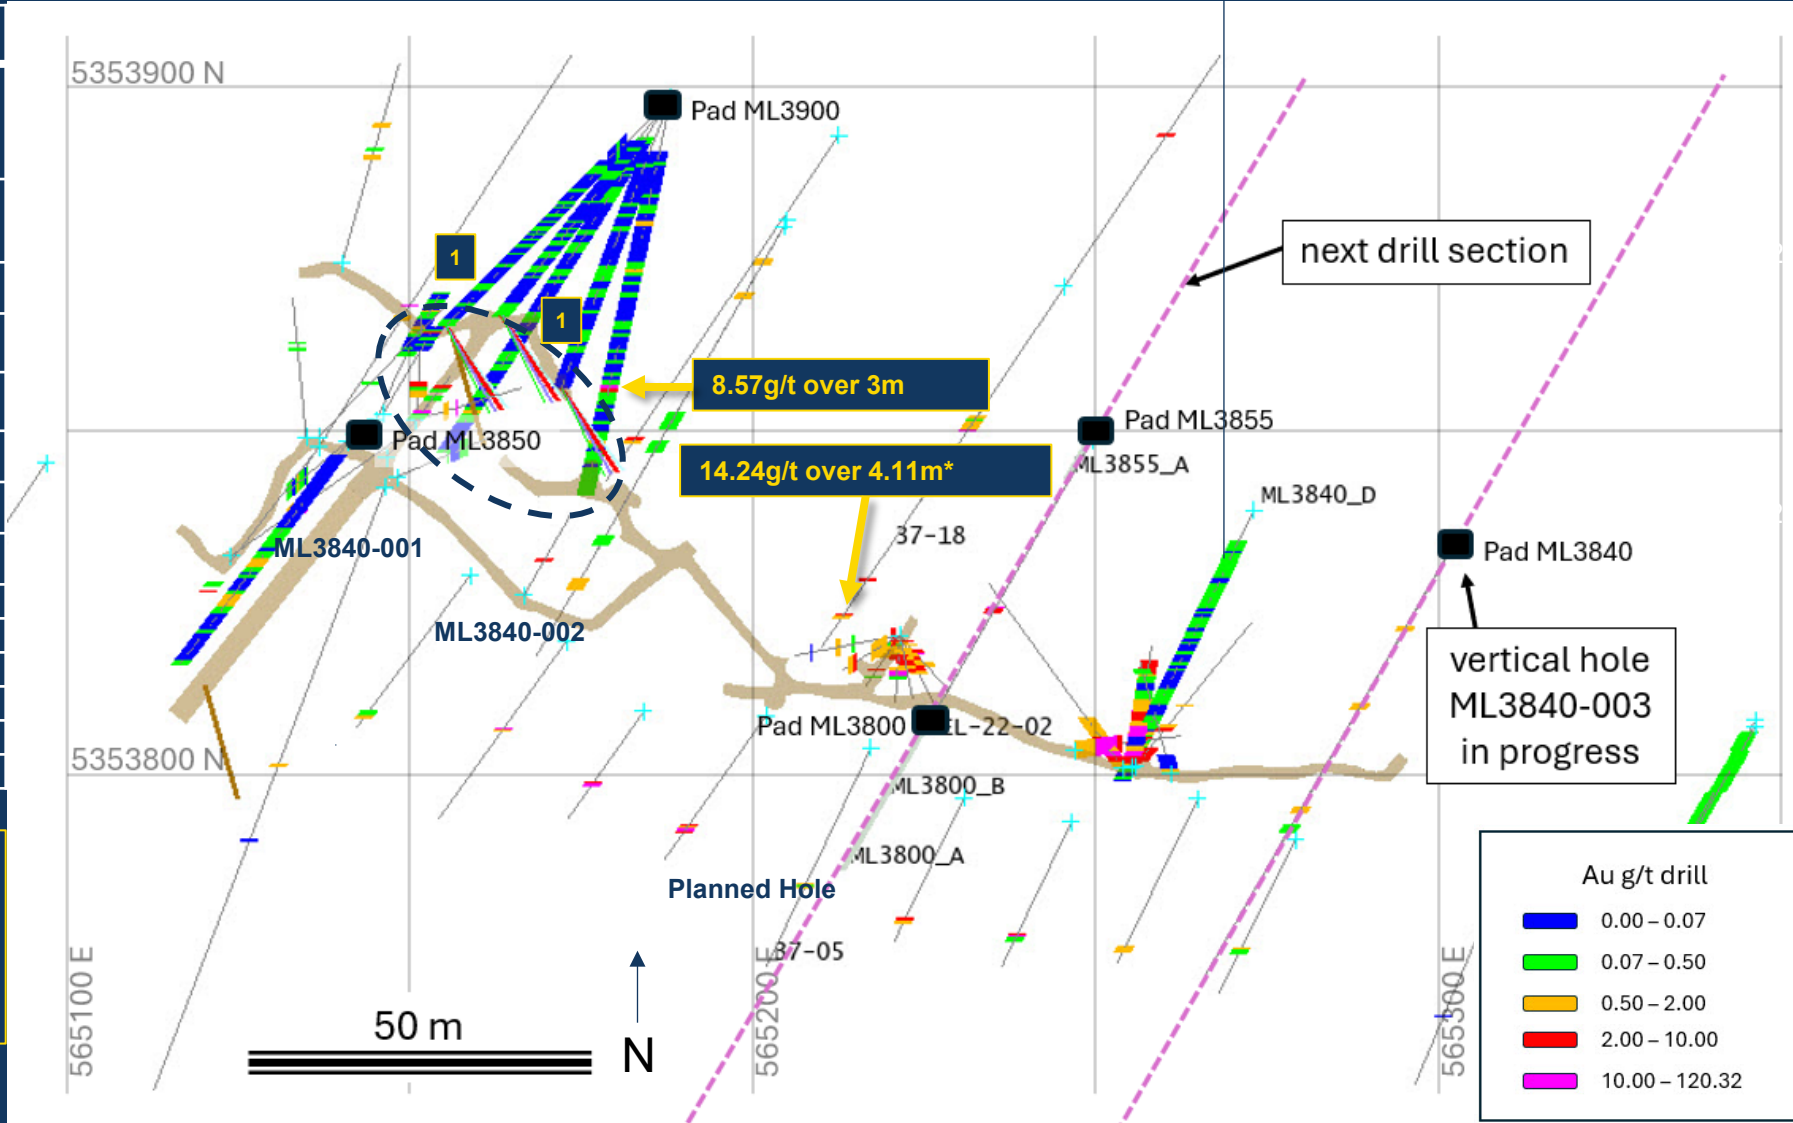 5353900 N
Pad ML3900
1
next drill section
1
8.57g/t over 3m
Pad ML3855
Pad ML3850
14.24g/t over 4.11m*
ML3855_A
ML3840_D
37-18
ML3840-001
Pad ML3840
ML3840-002
vertical hole
ML3840-003
in progress
Pad ML3800
EL-22-02
5353800 N
ML3800_B
ML3800_A
Planned Hole
37-05
565100 E
565200 E
565300 E
50 m
N
Au g/t drill
0.00 – 0.07
0.07 – 0.50
0.50 – 2.00
2.00 – 10.00
10.00 – 120.32